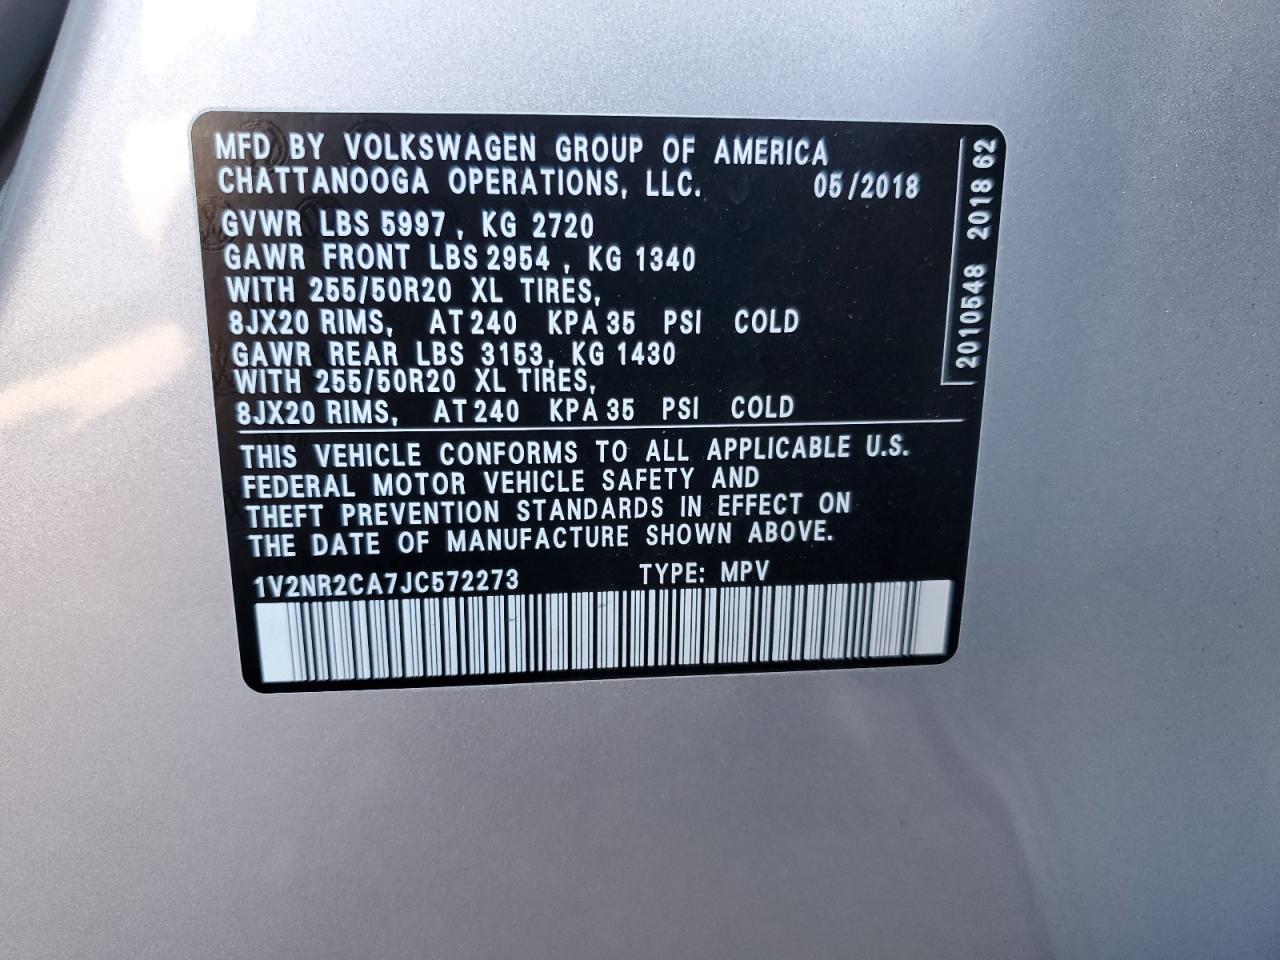 MFD BY VOLKSWAGEN GROUP OF AMERICA
CHATTANOOGA OPERATIONS, LLC. 05/2018
GVWR LBS 5997, KG 2720
GAWR FRONT LBS 2954, KG 1340
WITH 255/50R20 XL TIRES,
8JX20 RIMS, AT 240 KPA 35 PSI COLD
GAWR REAR LBS 3153, KG 1430
WITH 255/50R20 XL TIRES,
8JX20 RIMS, AT 240 KPA 35 PSI COLD
THIS VEHICLE CONFORMS TO ALL APPLICABLE U.S.
FEDERAL MOTOR VEHICLE SAFETY AND
THEFT PREVENTION STANDARDS IN EFFECT ON
THE DATE OF MANUFACTURE SHOWN ABOVE.
1V2NR2CA7JC572273 TYPE: MPV
2010548 2018 62